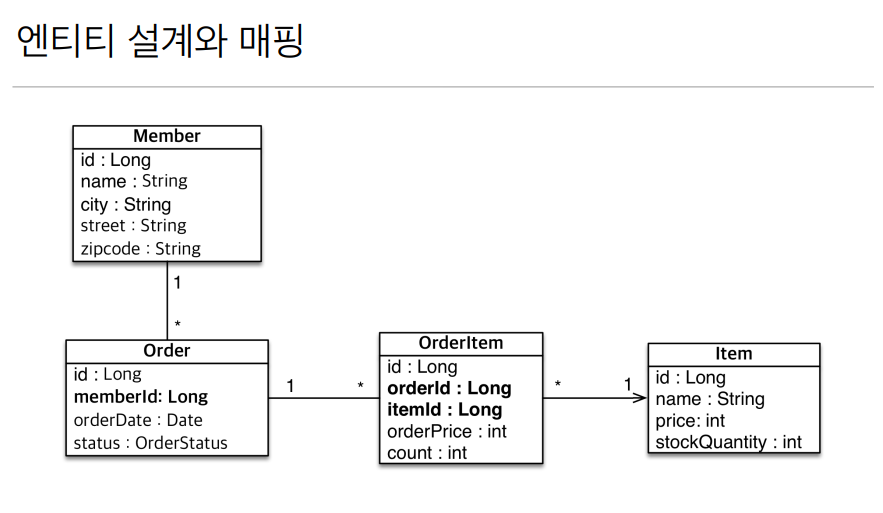 엔티티 설계와 매핑
Member
id : Long
name : String
city : String
street : String
zipcode : String
1
*
Order
id : Long
memberId: Long
orderDate : Date
status : OrderStatus
1
*
OrderItem
id : Long
orderId : Long
itemId : Long
orderPrice : int
count : int
*
1
Item
id : Long
name : String
price: int
stockQuantity : int